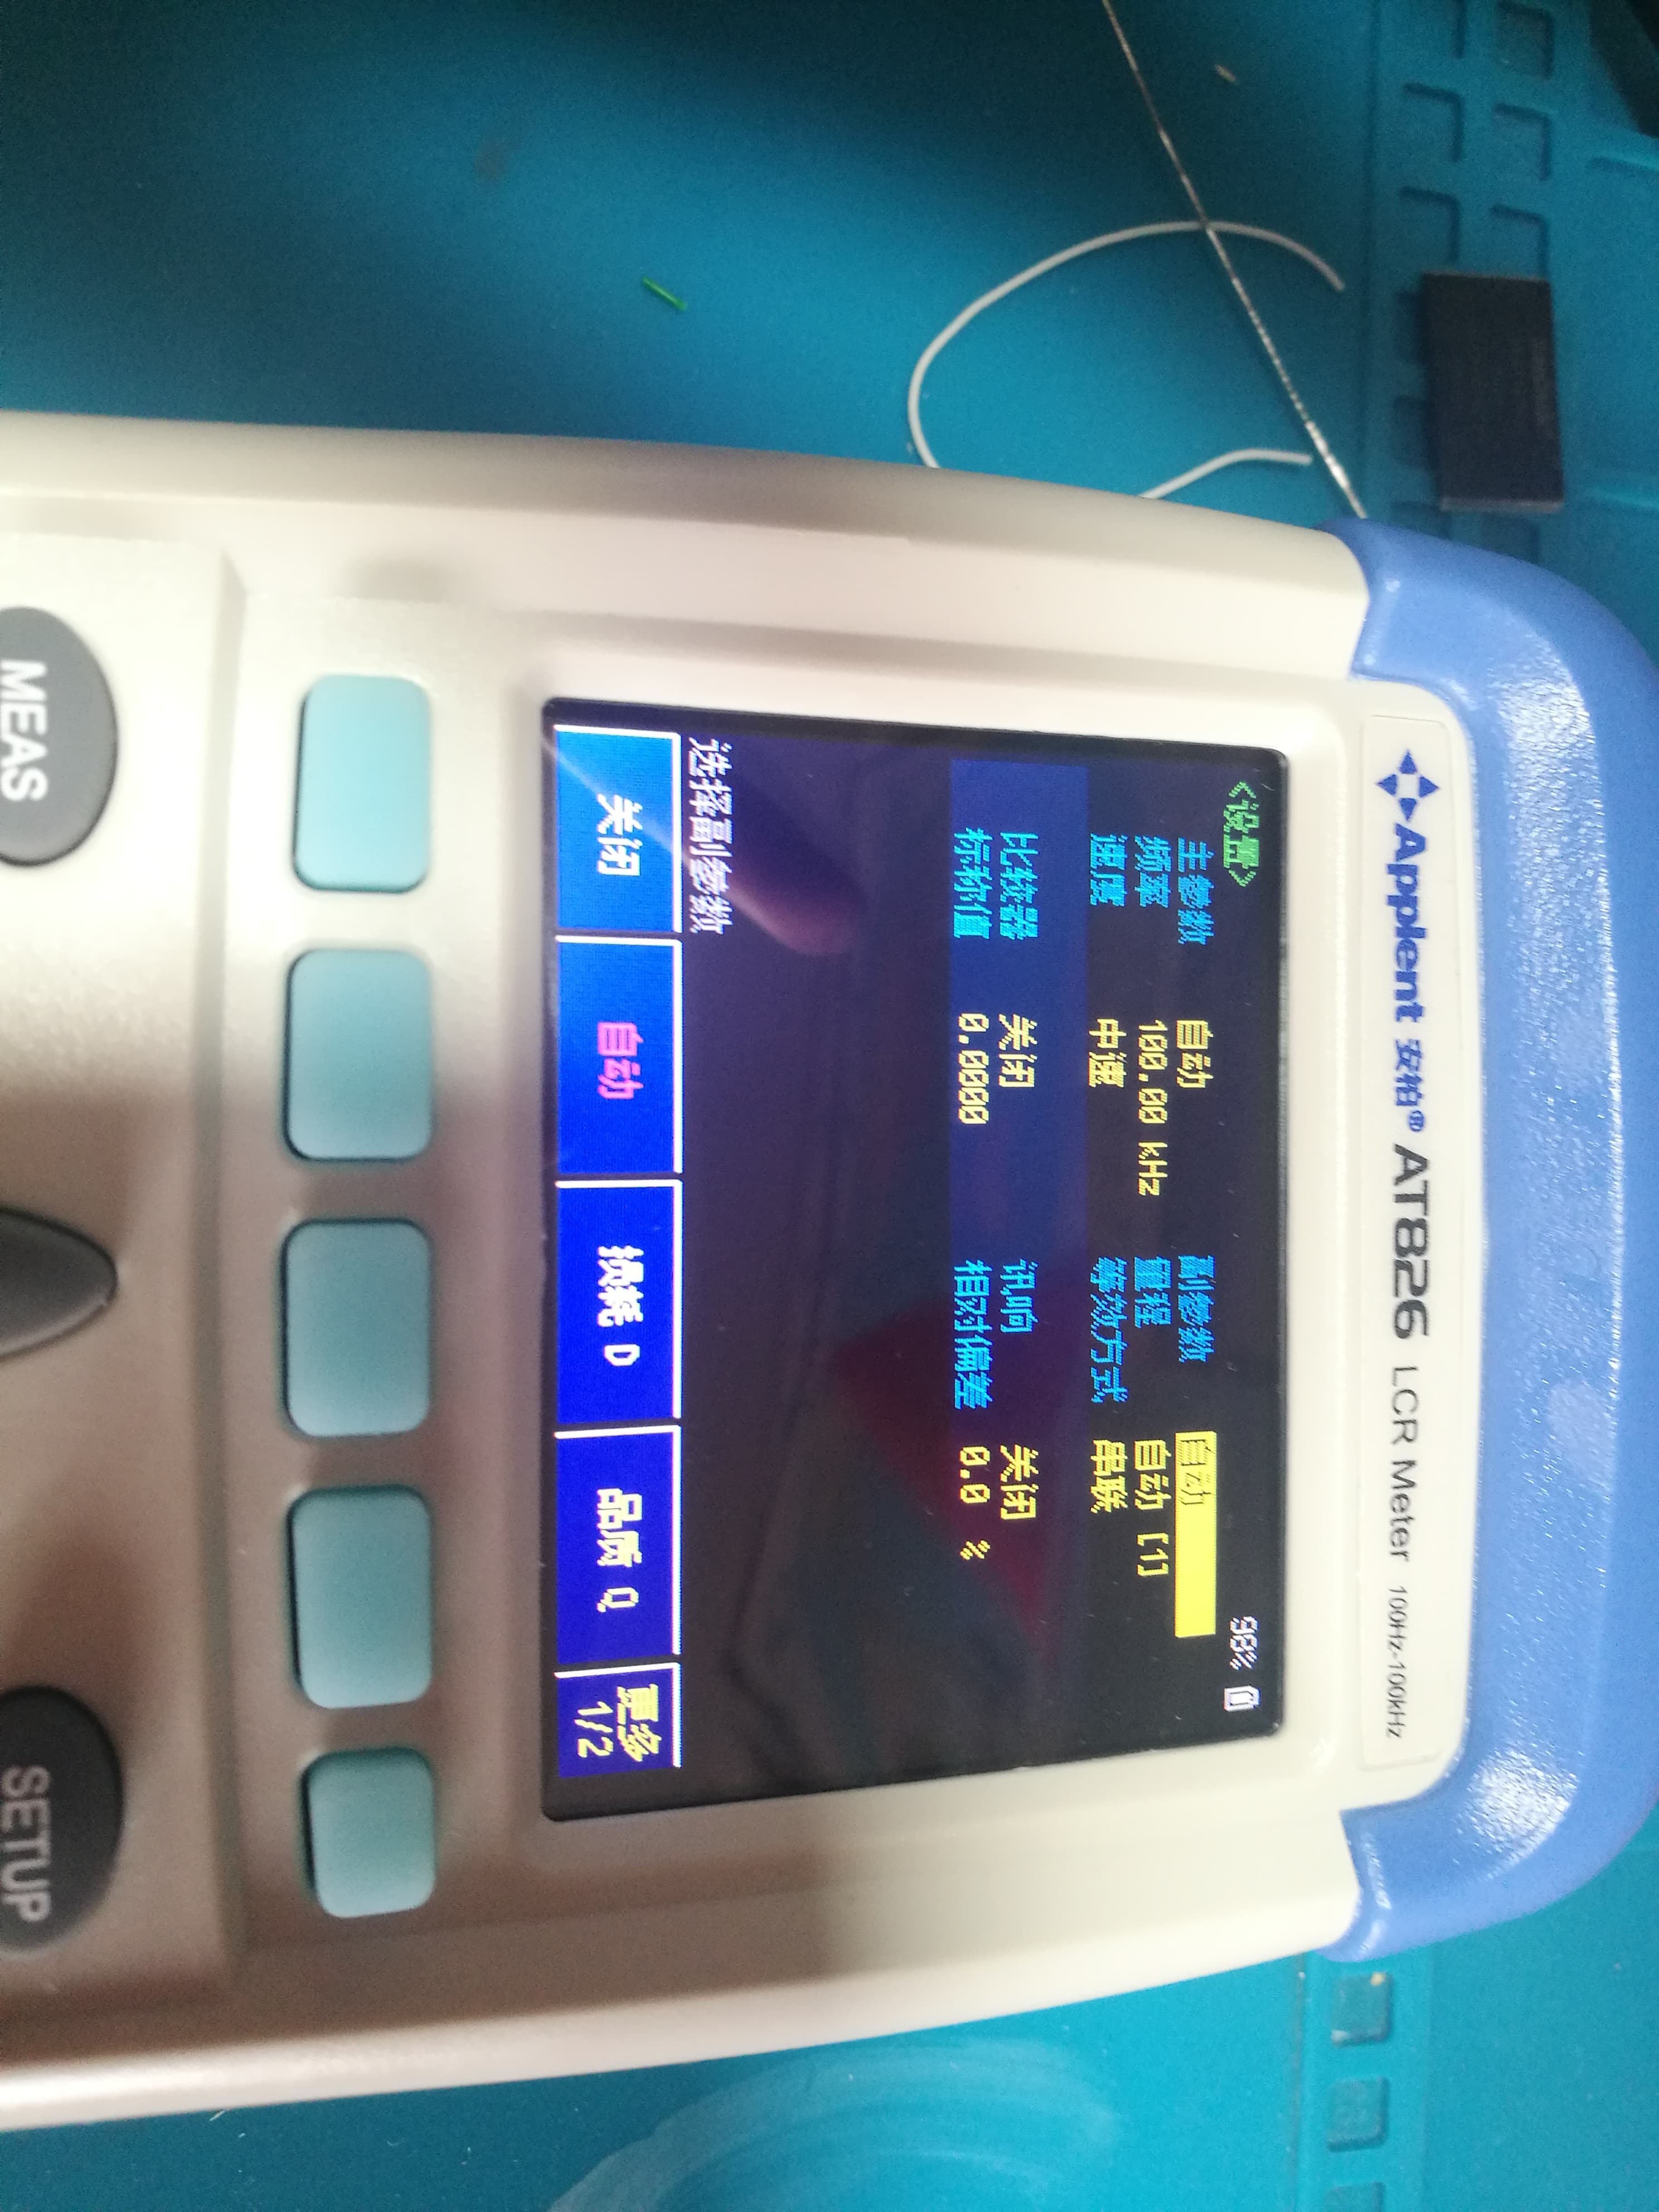 Applent 安柏® AT826 LCR Meter 100Hz-100kHz
<设置> 98%
主参数 自动 副参数 自动
频率 100.00 kHz 量程 自动 [1]
速度 中速 等效方式 串联
比较器 关闭 讯响 关闭
标称值 0.0000 相对偏差 0.0 %
选择副参数
关闭 自动 损耗 D 品质 Q 更多 1/2
MEAS SETUP